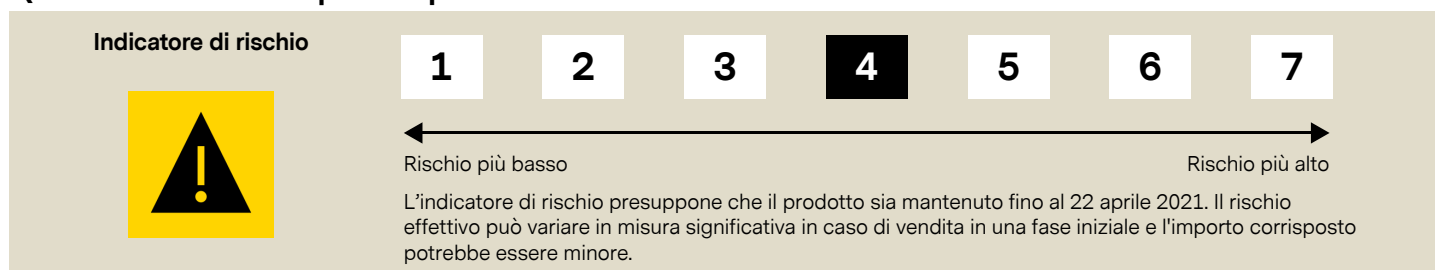 Indicatore di rischio
1 2 3 4 5 6 7
Rischio più basso Rischio più alto
L'indicatore di rischio presuppone che il prodotto sia mantenuto fino al 22 aprile 2021. Il rischio
effettivo può variare in misura significativa in caso di vendita in una fase iniziale e l'importo corrisposto
potrebbe essere minore.